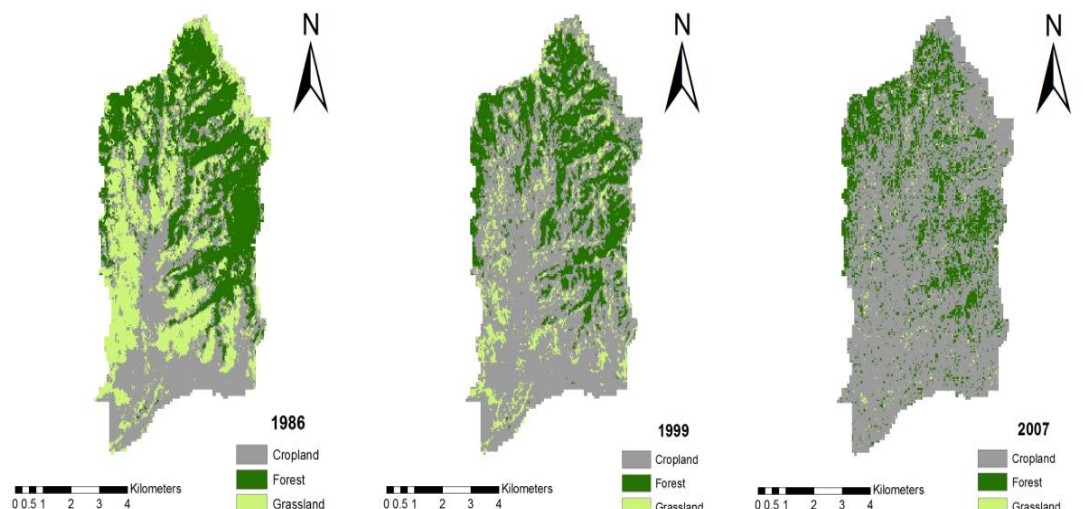 N
1986
Cropland
Forest
Grassland
Kilometers
0 0.5 1 2 3 4
N
1999
Cropland
Forest
Grassland
Kilometers
0 0.5 1 2 3 4
N
2007
Cropland
Forest
Grassland
Kilometers
0 0.5 1 2 3 4